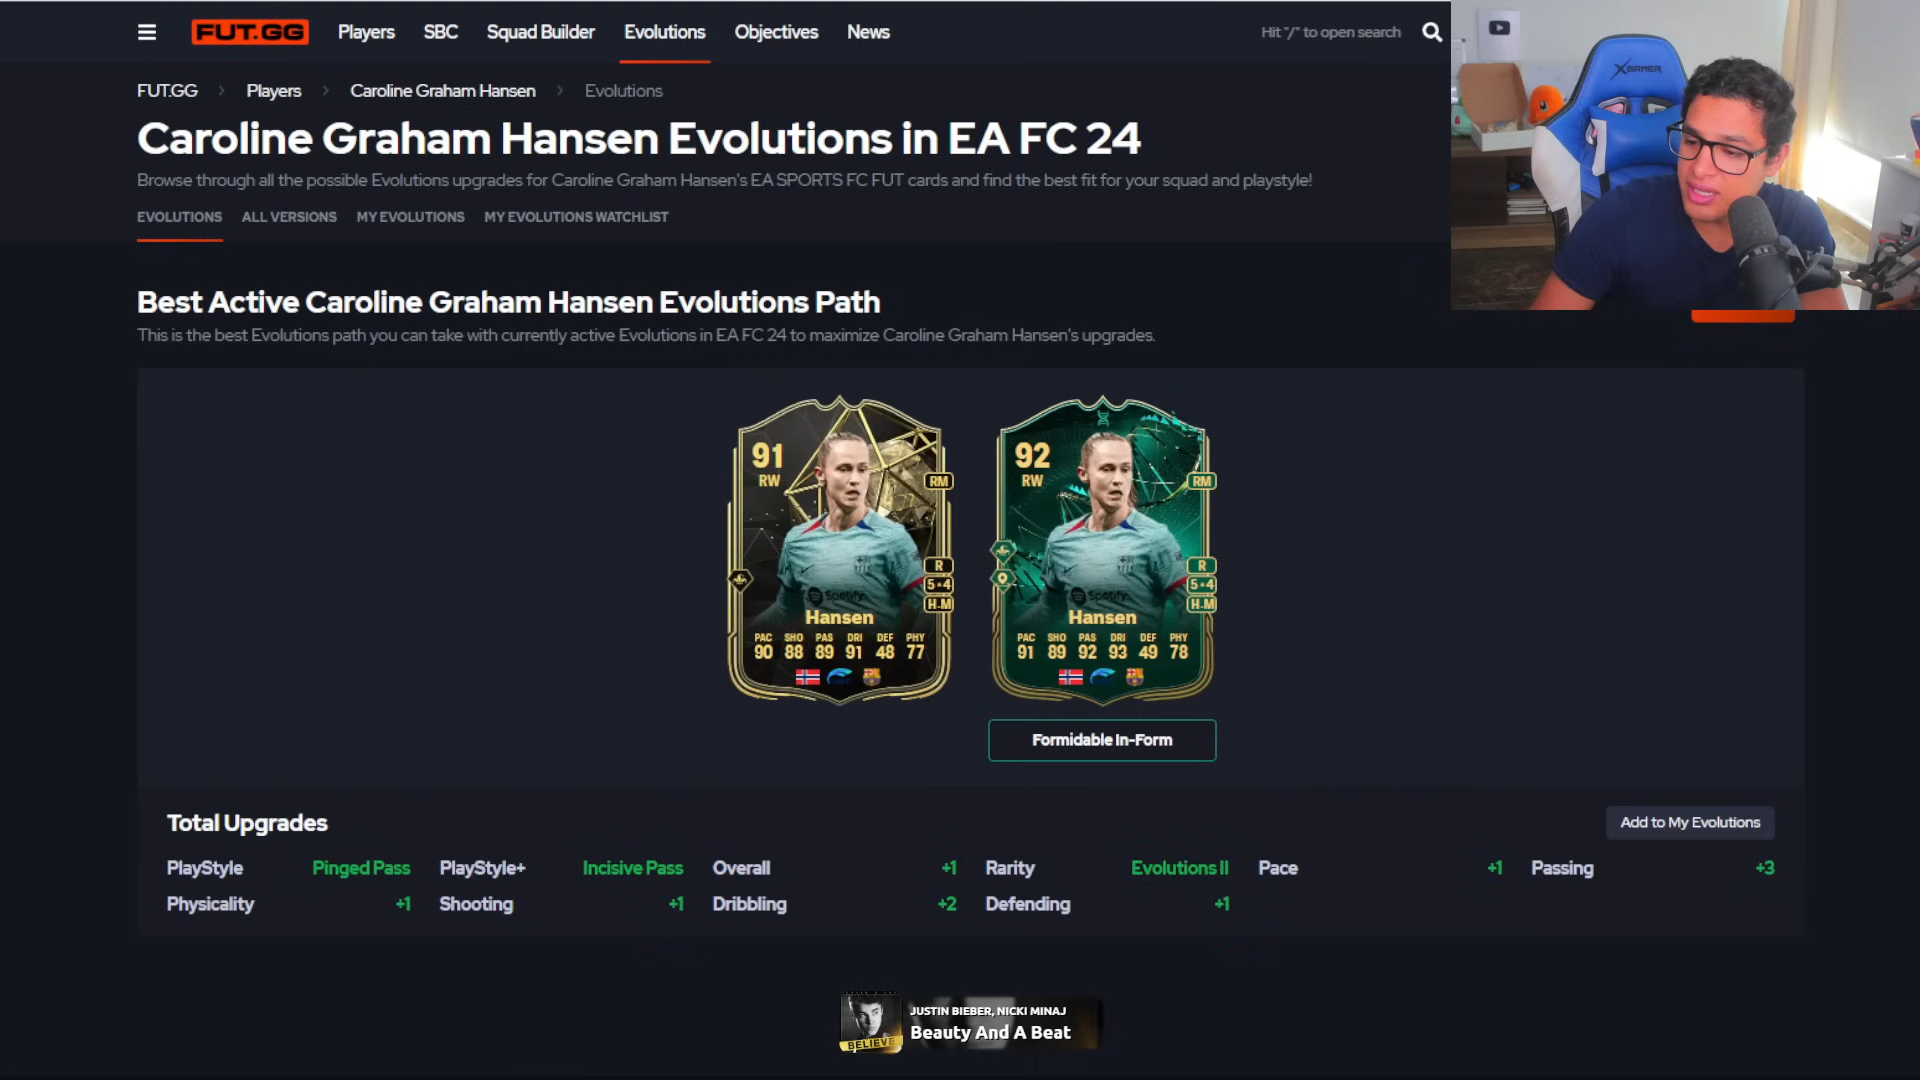 FUT.GG Players SBC Squad Builder Evolutions Objectives News Hit "/" to open search
XGAMER
FUT.GG > Players > Caroline Graham Hansen > Evolutions
Caroline Graham Hansen Evolutions in EA FC 24
Browse through all the possible Evolutions upgrades for Caroline Graham Hansen's EA SPORTS FC FUT cards and find the best fit for your squad and playstyle!
EVOLUTIONS ALL VERSIONS MY EVOLUTIONS MY EVOLUTIONS WATCHLIST
Best Active Caroline Graham Hansen Evolutions Path
This is the best Evolutions path you can take with currently active Evolutions in EA FC 24 to maximize Caroline Graham Hansen's upgrades.
91
RW
RM
R
5★4
H-M
Spotify
Hansen
PAC SHO PAS DRI DEF PHY
90 88 89 91 48 77
92
RW
RM
R
5★4
H-M
Spotify
Hansen
PAC SHO PAS DRI DEF PHY
91 89 92 93 49 78
Formidable In-Form
Total Upgrades
Add to My Evolutions
PlayStyle Pinged Pass PlayStyle+ Incisive Pass Overall +1 Rarity Evolutions II Pace +1 Passing +3
Physicality +1 Shooting +1 Dribbling +2 Defending +1
BELIEVE
JUSTIN BIEBER, NICKI MINAJ
Beauty And A Beat